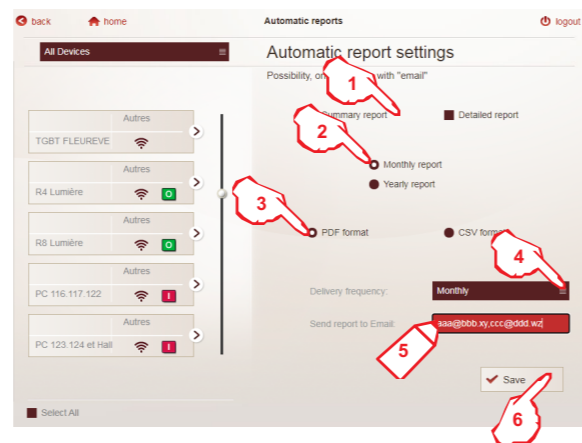 back home Automatic reports logout
All Devices
Automatic report settings
Possibility, on with "email"
1
Summary report Detailed report
2
Monthly report
Yearly report
3
PDF format CSV format
4
Delivery frequency: Monthly
Send report to Email: aaa@bbb.xy,ccc@ddd.wz
5
Save
6
Autres
TGBT FLEUREVE
Autres
R4 Lumière O
Autres
R8 Lumière O
Autres
PC 116.117.122 I
Autres
PC 123.124 et Hall I
Select All